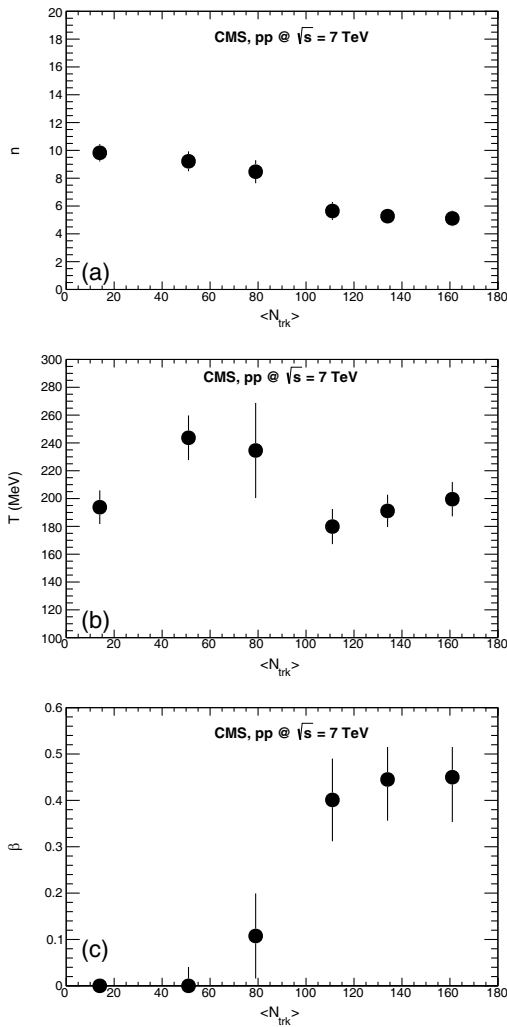 CMS, pp @ √s = 7 TeV
20
18
16
14
12
10
8
6
4
2
0
n
(a)
0 20 40 60 80 100 120 140 160 180
<N_trk>
CMS, pp @ √s = 7 TeV
300
280
260
240
220
200
180
160
140
120
100
T (MeV)
(b)
0 20 40 60 80 100 120 140 160 180
<N_trk>
CMS, pp @ √s = 7 TeV
0.6
0.5
0.4
0.3
0.2
0.1
0
β
(c)
0 20 40 60 80 100 120 140 160 180
<N_trk>